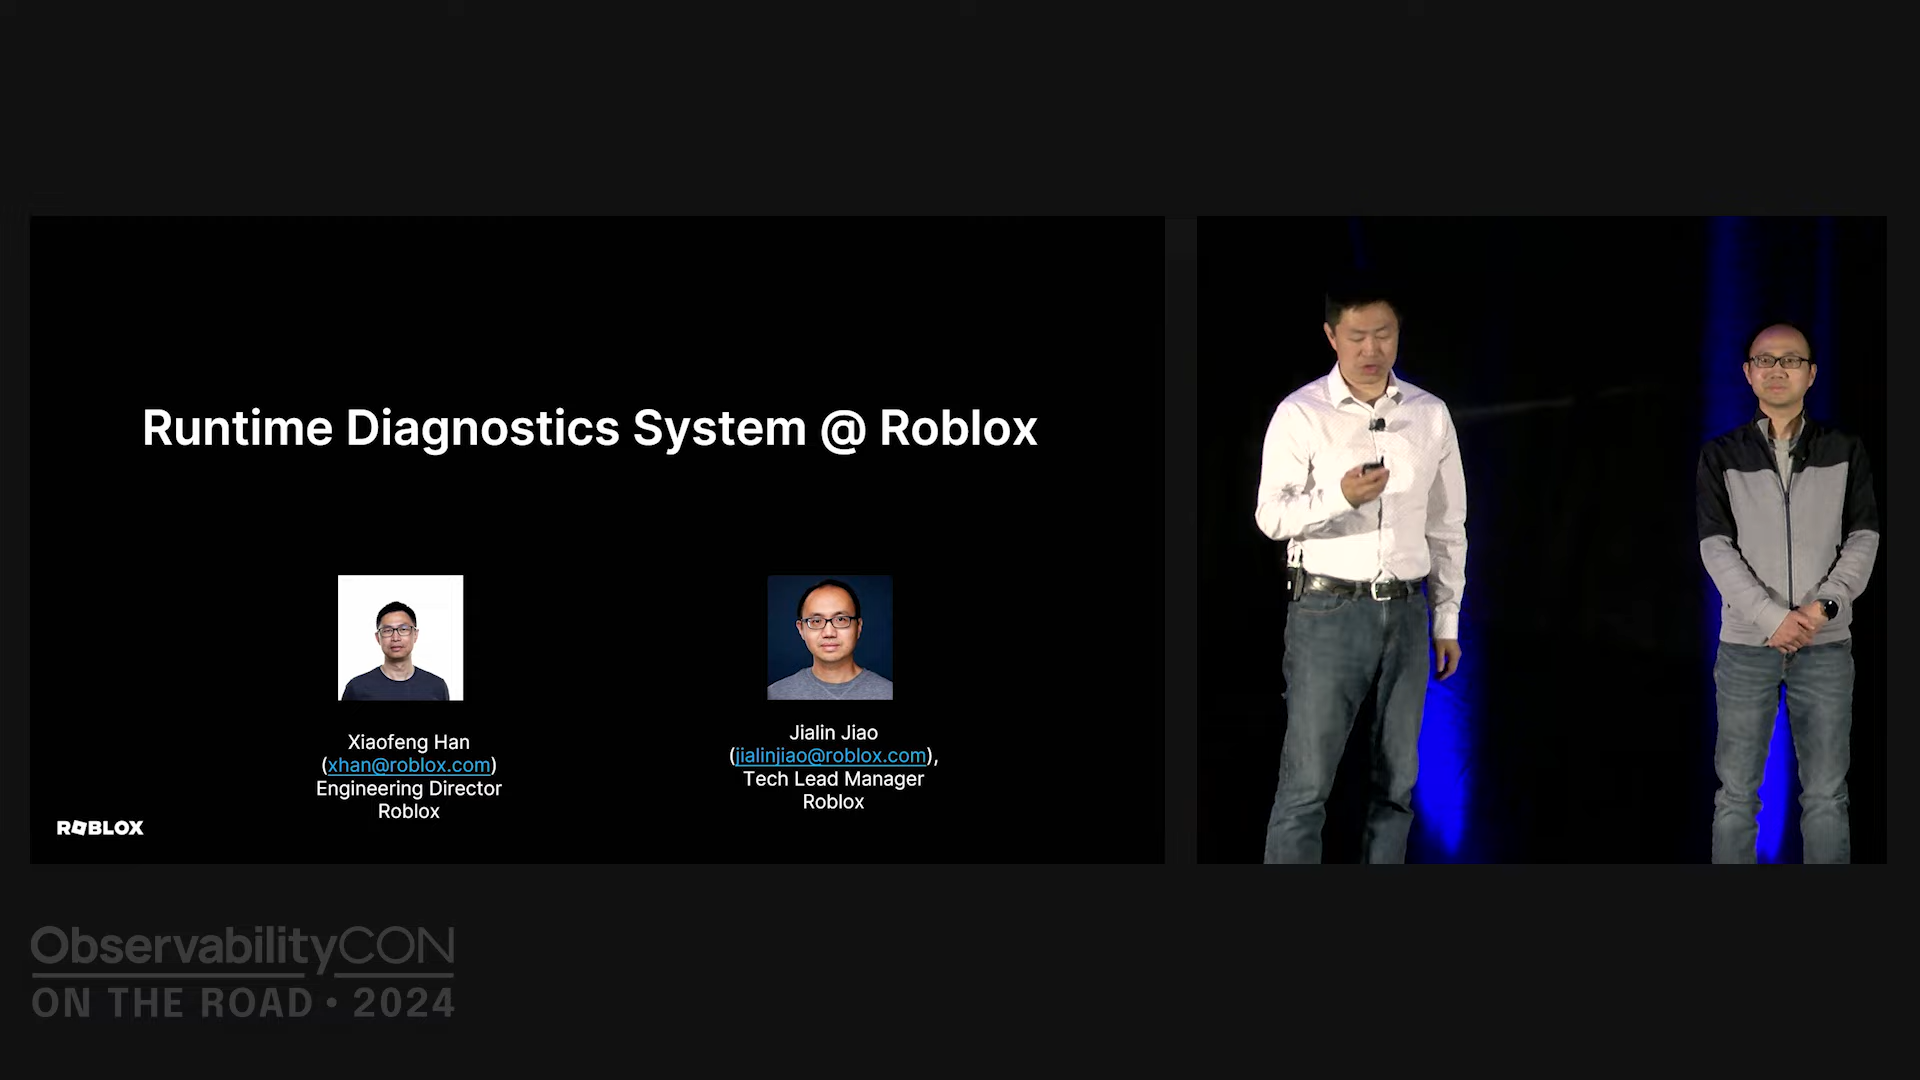 Runtime Diagnostics System @ Roblox
Xiaofeng Han
(xhan@roblox.com)
Engineering Director
Roblox
Jialin Jiao
(jialinjiao@roblox.com),
Tech Lead Manager
Roblox
ROBLOX
ObservabilityCON
ON THE ROAD • 2024